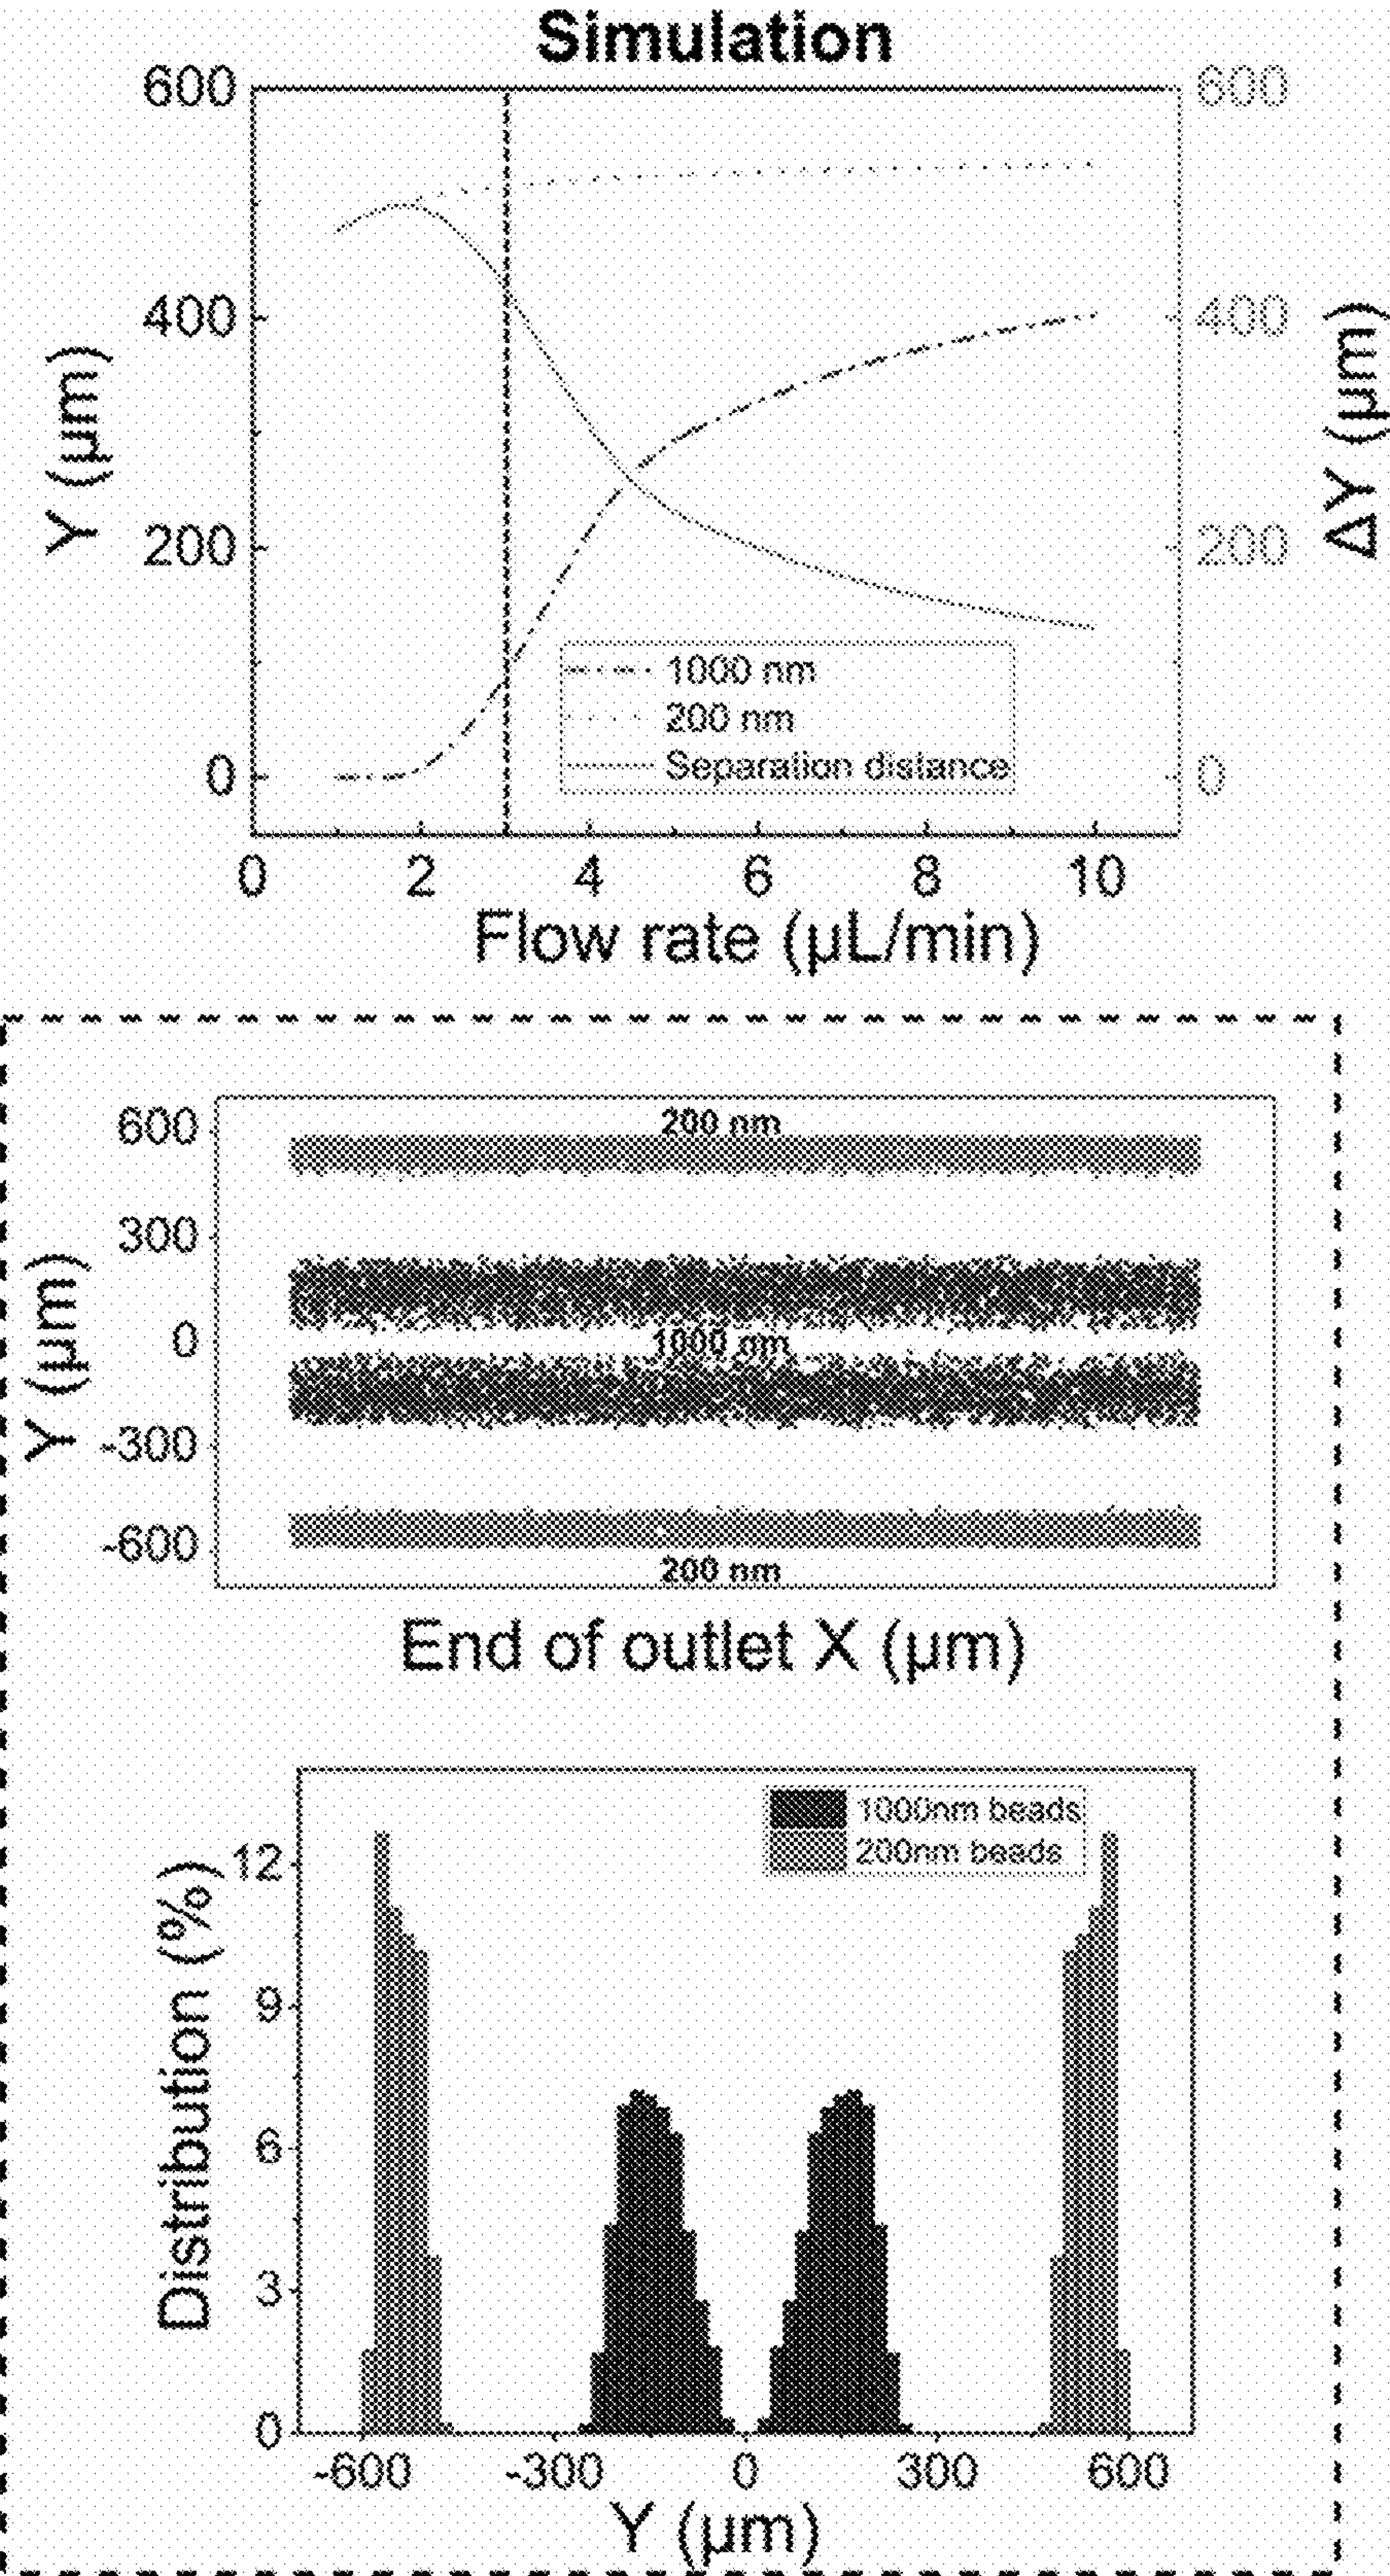 Simulation
600
400
200
0
Y (µm)
600
400
200
0
ΔY (µm)
1000 nm
200 nm
Separation distance
0 2 4 6 8 10
Flow rate (µL/min)
600
300
0
-300
-600
Y (µm)
200 nm
1000 nm
200 nm
End of outlet X (µm)
12
9
6
3
0
Distribution (%)
1000nm beads
200nm beads
-600 -300 0 300 600
Y (µm)